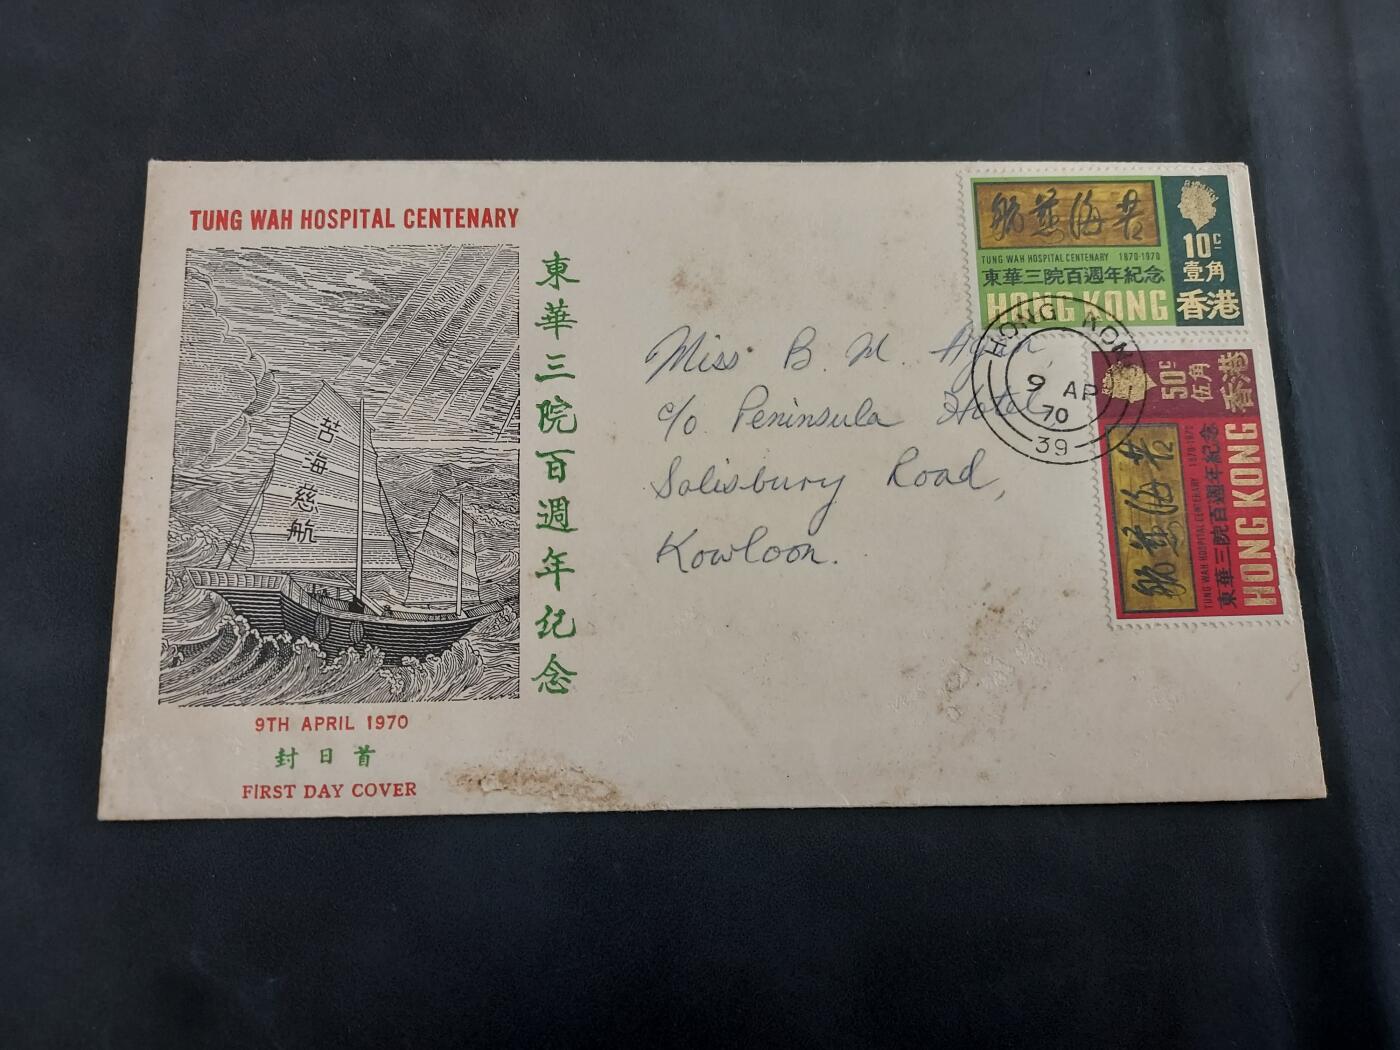 TUNG WAH HOSPITAL CENTENARY
苦海慈航
東華三院百週年紀念
9TH APRIL 1970
封日首
FIRST DAY COVER
Miss B. M.
c/o Peninsula Hotel
Salisbury Road,
Kowloon.
航慈海苦
TUNG WAH HOSPITAL CENTENARY 1870-1970
東華三院百週年紀念
HONG KONG
10c
壹角
香港
HONG KONG
9 AP
70
39
香港
50c
伍角
航慈海苦
TUNG WAH HOSPITAL CENTENARY 1870-1970
東華三院百週年紀念
HONG KONG